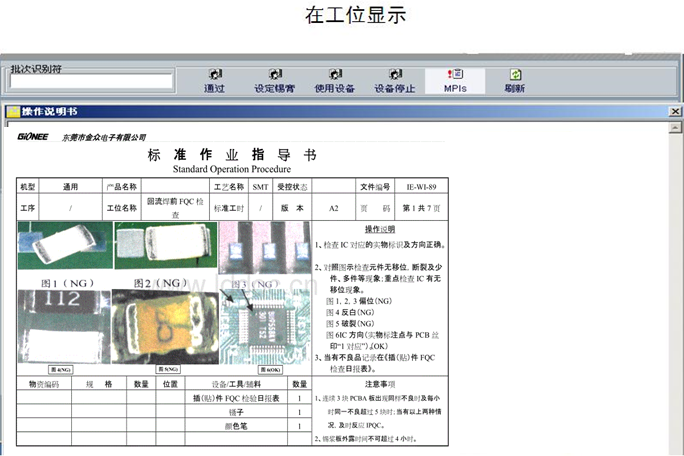 在工位显示
批次识别符
通过 设定锡膏 使用设备 设备停止 MPIs 刷新
操作说明书
GiONEE 东莞市金众电子有限公司
标 准 作 业 指 导 书
Standard Operation Procedure
机型 通用 产品名称 工艺名称 SMT 受控状态 文件编号 IE-WI-89
工序 / 工位名称 回流焊前 FQC 检查 标准工时 / 版 本 A2 页 码 第 1 共 7 页
图1（NG） 图2（NG） 图3（NG）
112
图 4(NG) 图 5(NG) 图 6(OK)
操作说明
1、检查 IC 对应的实物标识及方向正确。
2、对照图示检查元件无移位, 断裂及少
件、多件等现象；重点检查 IC 有无
移位现象。
图 1, 2, 3 偏位(NG)
图 4 反白(NG)
图 5 破裂(NG)
图 6IC 方向(实物标注点与 PCB 丝
印“1 对应”)。(OK)
3、当有不良品记录在《插(贴)件 FQC
检查日报表》。
物资编码 规 格 数量 位置 设备/工具/辅料 数量
插(贴)件 FQC 检验日报表 1
镊子 1
颜色笔 1
注意事项
1、连续 3 块 PCBA 板出现同样不良时及每小
时同一不良超过 5 块时; 当有以上两种情
况, 及时反应 IPQC。
2、锡浆板外露时间不可超过 4 小时。